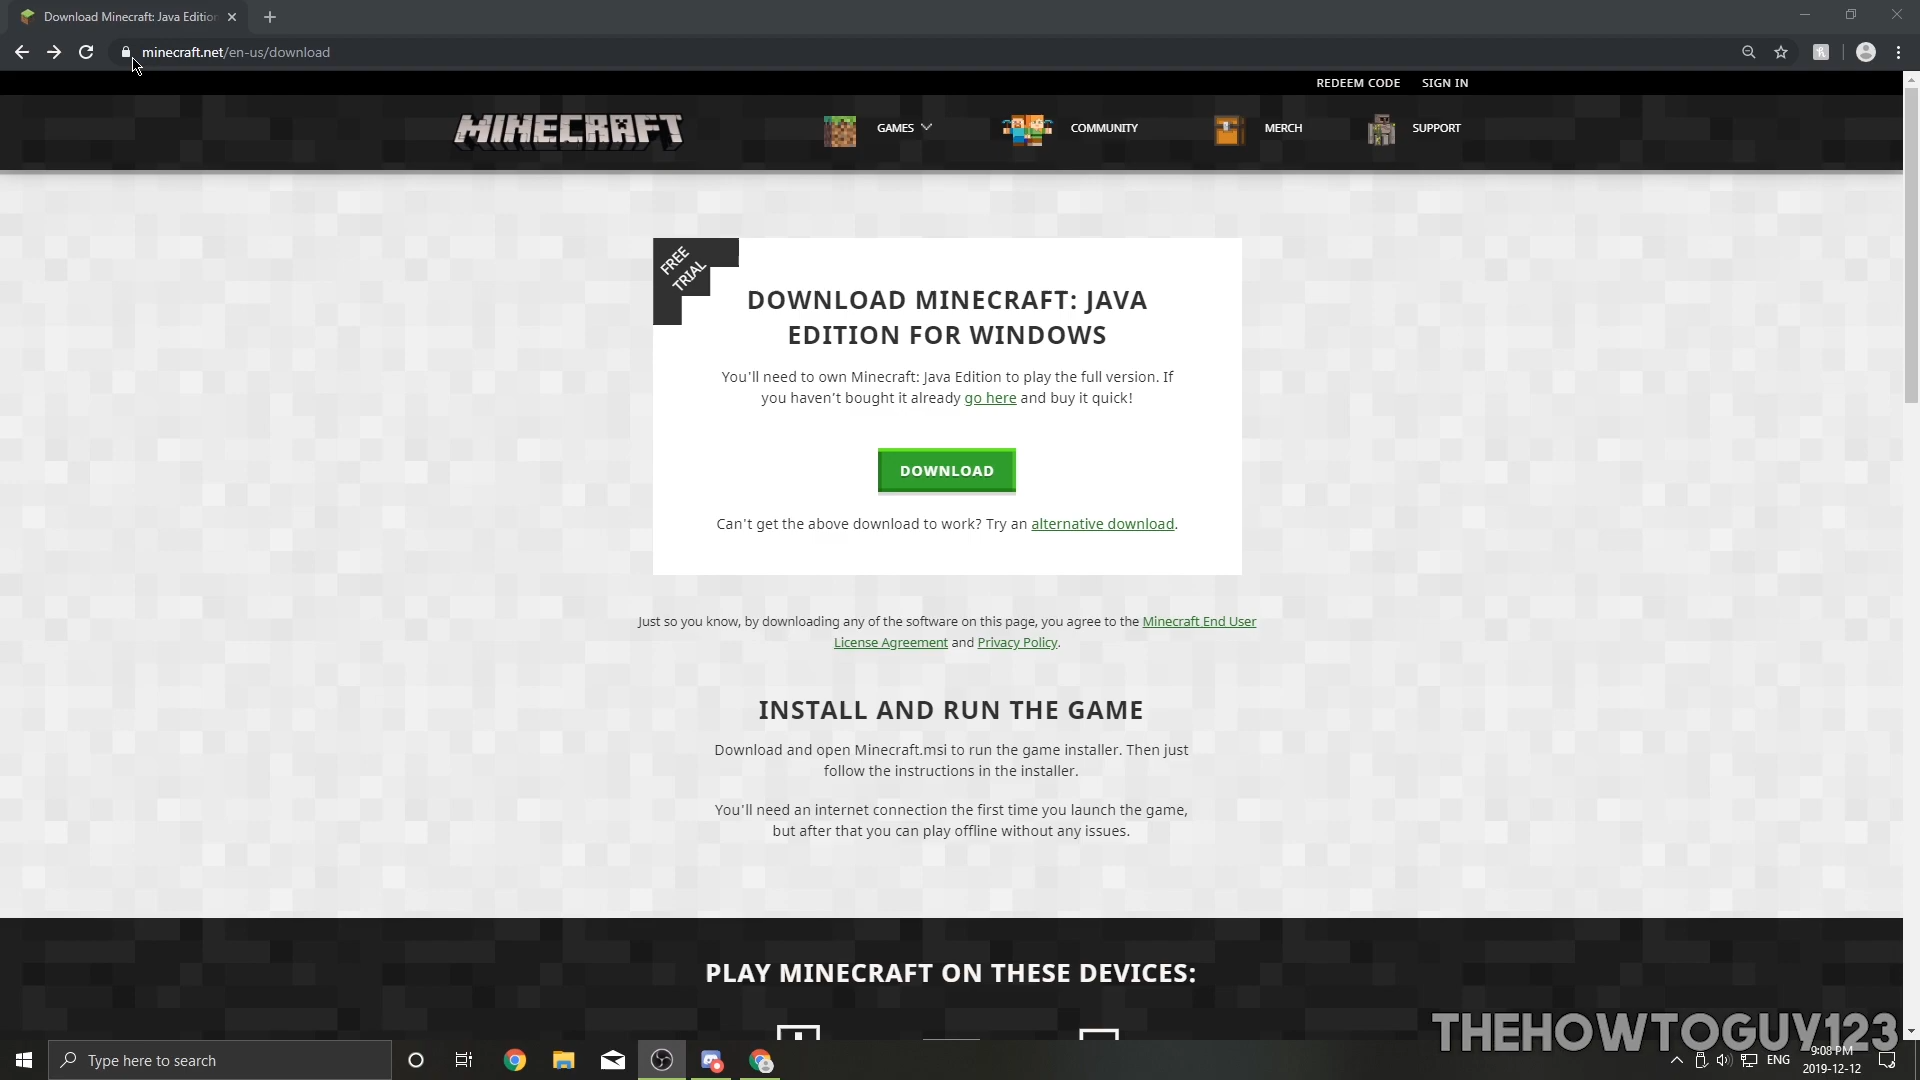 Download Minecraft: Java Edition
minecraft.net/en-us/download
REDEEM CODE SIGN IN
MINECRAFT GAMES COMMUNITY MERCH SUPPORT
FREE
TRIAL
DOWNLOAD MINECRAFT: JAVA
EDITION FOR WINDOWS
You'll need to own Minecraft: Java Edition to play the full version. If
you haven’t bought it already go here and buy it quick!
DOWNLOAD
Can't get the above download to work? Try an alternative download.
Just so you know, by downloading any of the software on this page, you agree to the Minecraft End User
License Agreement and Privacy Policy.
INSTALL AND RUN THE GAME
Download and open Minecraft.msi to run the game installer. Then just
follow the instructions in the installer.
You'll need an internet connection the first time you launch the game,
but after that you can play offline without any issues.
PLAY MINECRAFT ON THESE DEVICES:
THEHOWTOGUY123
Type here to search
ENG
9:08 PM
2019-12-12